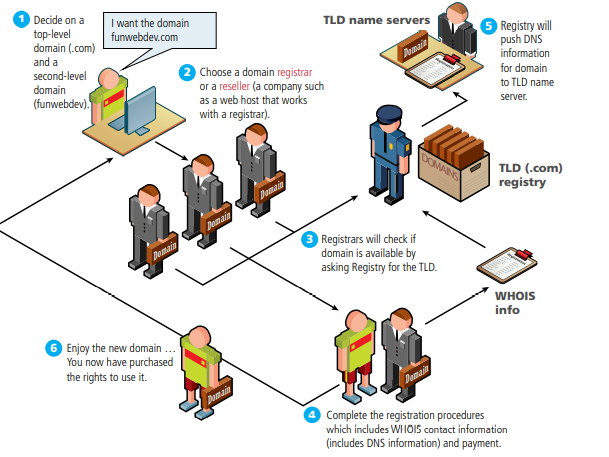 1 Decide on a
top-level
domain (.com)
and a
second-level
domain
(funwebdev).
I want the domain
funwebdev.com
2 Choose a domain registrar
or a reseller (a company such
as a web host that works
with a registrar).
Domain
Domain
Domain
3 Registrars will check if
domain is available by
asking Registry for the TLD.
TLD name servers
Domain
5 Registry will
push DNS
information
for domain
to TLD name
server.
DOMAINS
TLD (.com)
registry
WHOIS
info
6 Enjoy the new domain …
You now have purchased
the rights to use it.
Domain
Domain
4 Complete the registration procedures
which includes WHOIS contact information
(includes DNS information) and payment.